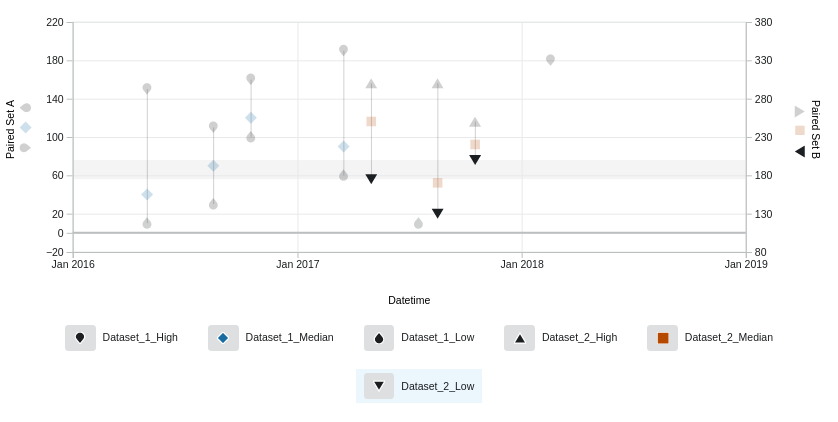 220
180
140
100
60
20
0
−20
Paired Set A
380
330
280
230
180
130
80
Paired Set B
Jan 2016
Jan 2017
Jan 2018
Jan 2019
Datetime
Dataset_1_High
Dataset_1_Median
Dataset_1_Low
Dataset_2_High
Dataset_2_Median
Dataset_2_Low